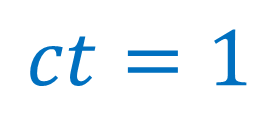 ct = 1